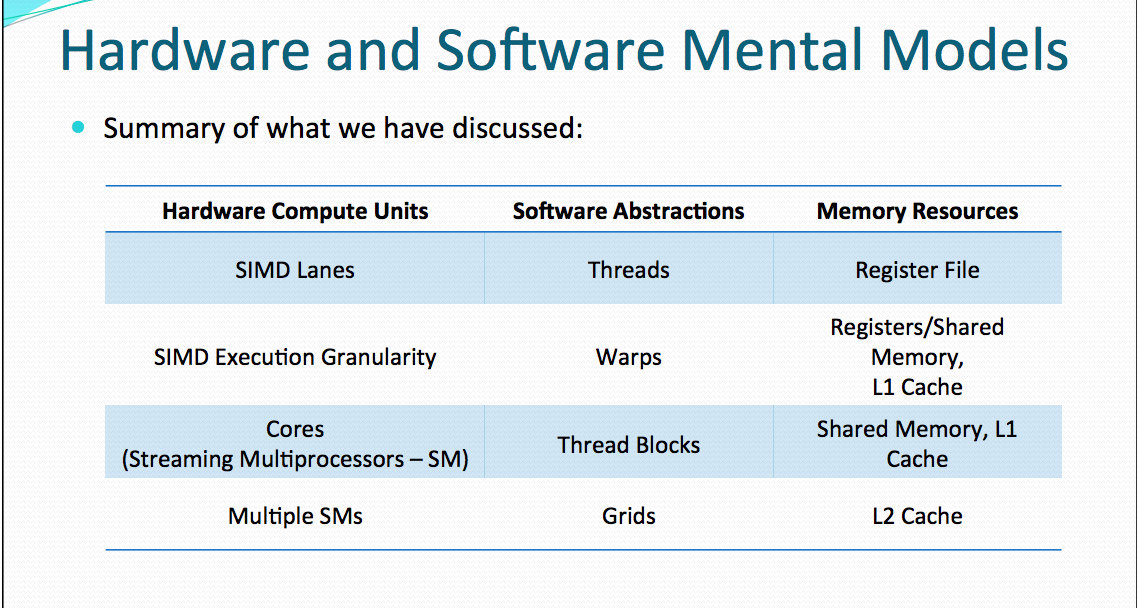 Hardware and Software Mental Models
Summary of what we have discussed:
Hardware Compute Units Software Abstractions Memory Resources
SIMD Lanes Threads Register File
SIMD Execution Granularity Warps Registers/Shared
Memory,
L1 Cache
Cores
(Streaming Multiprocessors – SM) Thread Blocks Shared Memory, L1
Cache
Multiple SMs Grids L2 Cache